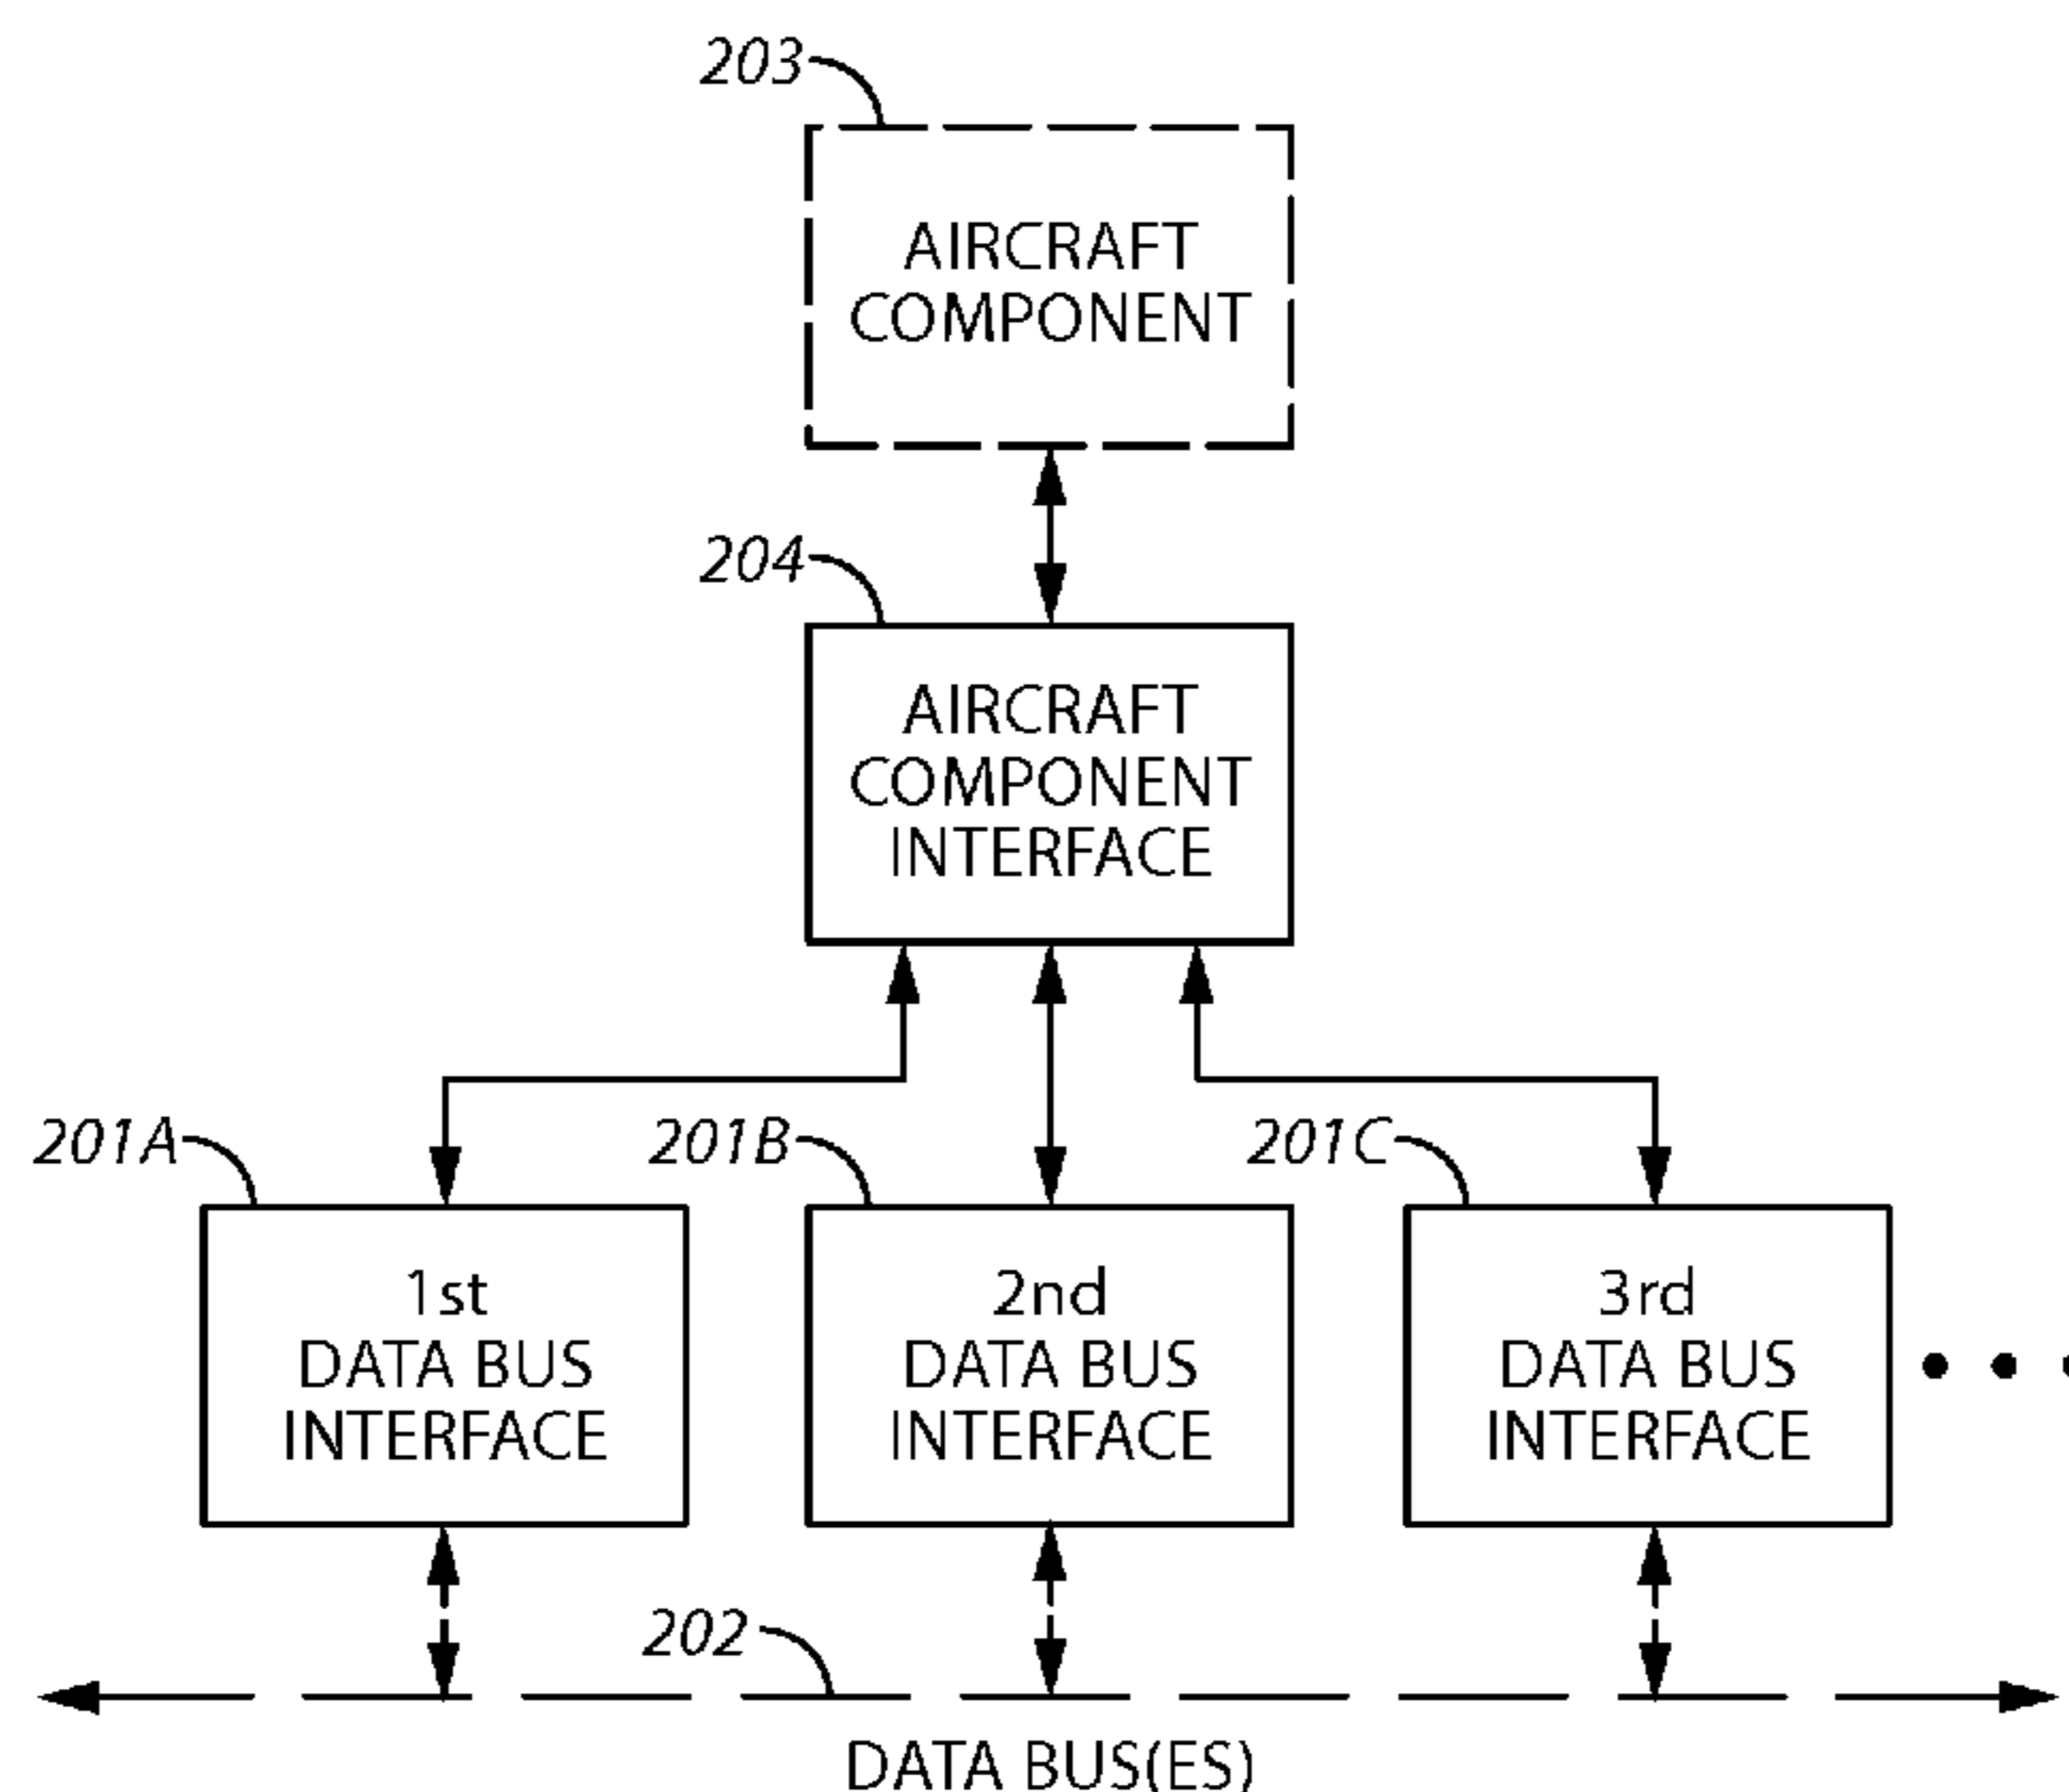 203
AIRCRAFT
COMPONENT
204
AIRCRAFT
COMPONENT
INTERFACE
201A
201B
201C
1st
DATA BUS
INTERFACE
2nd
DATA BUS
INTERFACE
3rd
DATA BUS
INTERFACE
202
DATA BUS(ES)